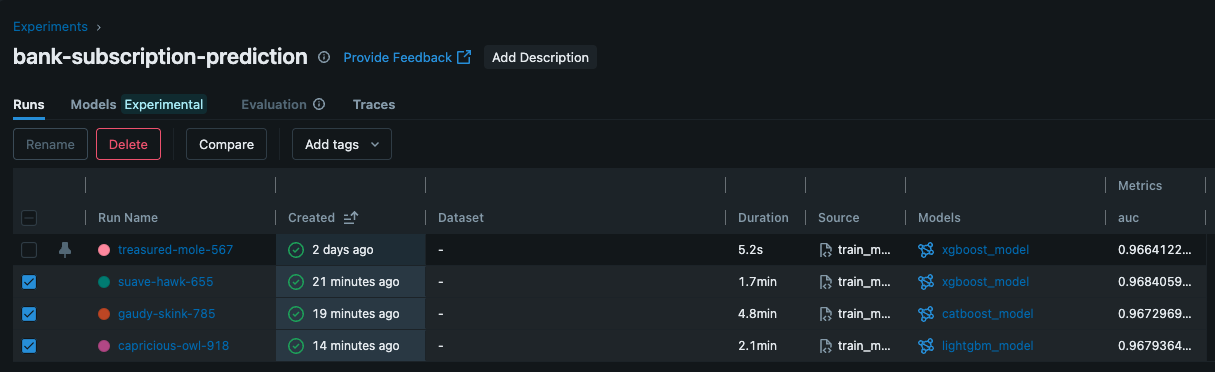 Experiments ›
bank-subscription-prediction Provide Feedback Add Description
Runs Models Experimental Evaluation Traces
Rename Delete Compare Add tags
Metrics
Run Name Created Dataset Duration Source Models auc
treasured-mole-567 2 days ago - 5.2s train_m... xgboost_model 0.9664122...
suave-hawk-655 21 minutes ago - 1.7min train_m... xgboost_model 0.9684059...
gaudy-skink-785 19 minutes ago - 4.8min train_m... catboost_model 0.9672969...
capricious-owl-918 14 minutes ago - 2.1min train_m... lightgbm_model 0.9679364...